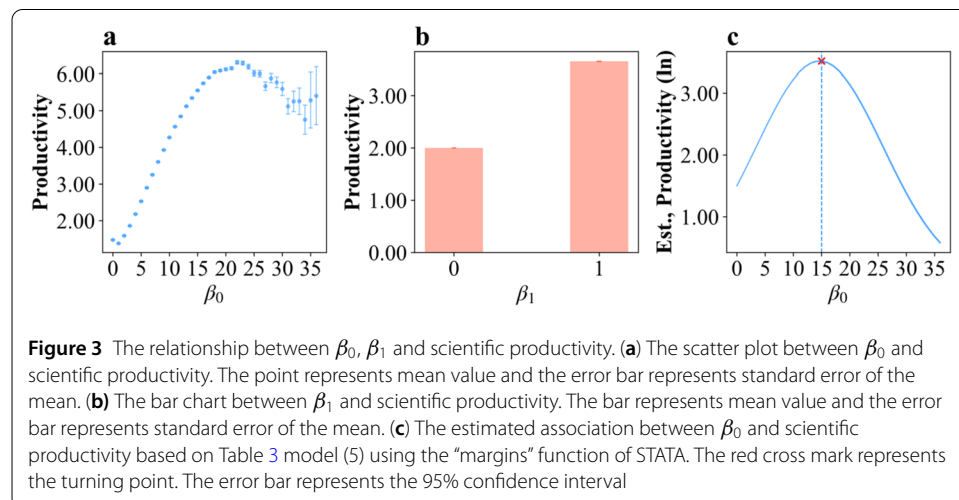 a
b
c
Productivity
6.00
4.00
2.00
0 5 10 15 20 25 30 35
β0
Productivity
3.00
2.00
1.00
0.00
0 1
β1
Est., Productivity (ln)
3.00
2.00
1.00
0 5 10 15 20 25 30 35
β0
Figure 3 The relationship between β0, β1 and scientific productivity. (a) The scatter plot between β0 and
scientific productivity. The point represents mean value and the error bar represents standard error of the
mean. (b) The bar chart between β1 and scientific productivity. The bar represents mean value and the error
bar represents standard error of the mean. (c) The estimated association between β0 and scientific
productivity based on Table 3 model (5) using the “margins” function of STATA. The red cross mark represents
the turning point. The error bar represents the 95% confidence interval